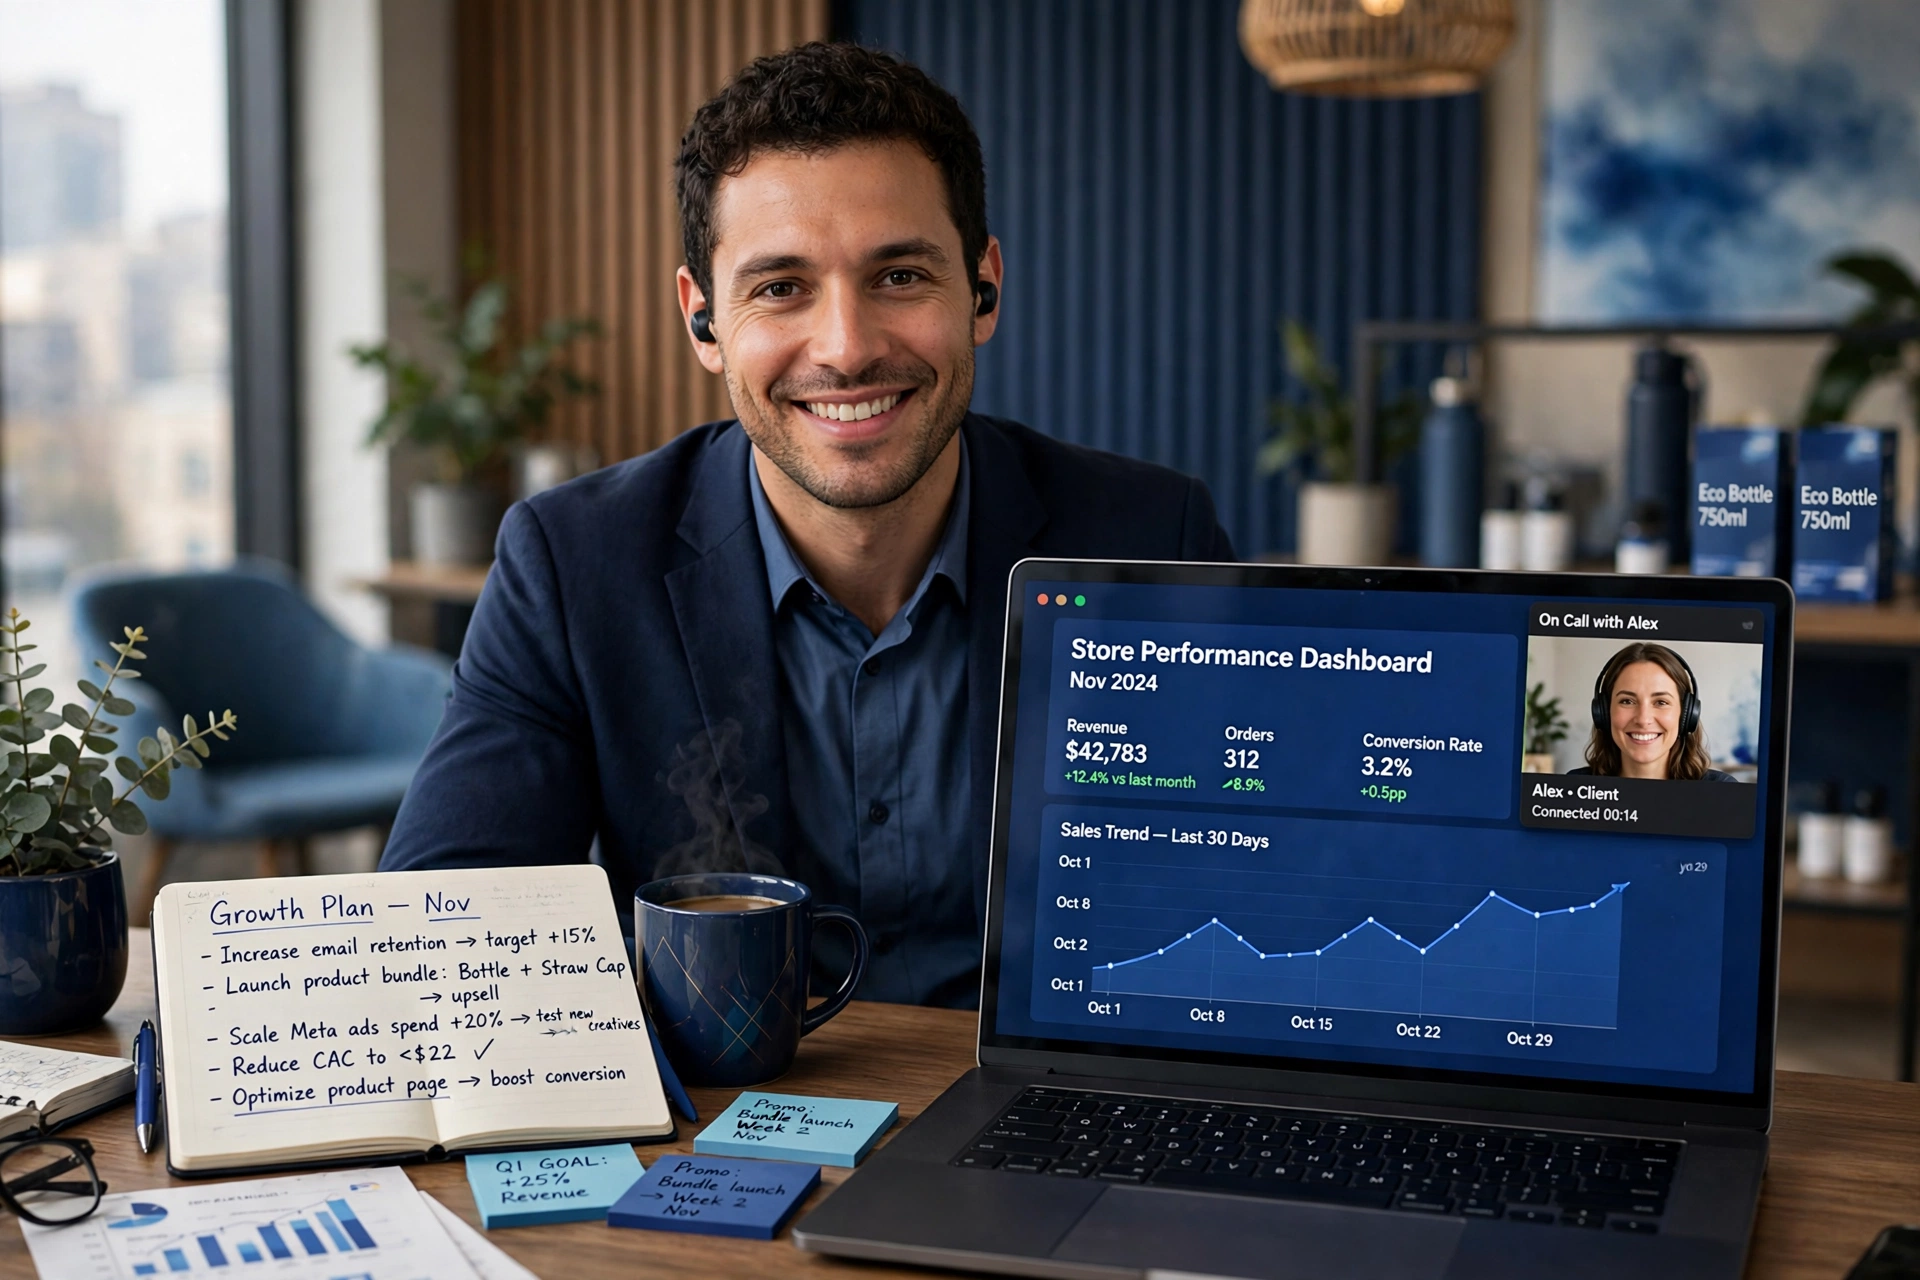 Growth Plan — Nov
- Increase email retention → target +15%
- Launch product bundle: Bottle + Straw Cap
→ upsell
-
- Scale Meta ads spend +20% → test new
creatives
- Reduce CAC to <$22 ✓
- Optimize product page → boost conversion
Q1 GOAL:
+25%
Revenue
Promo:
Bundle launch
Week 2
Nov
Promo:
Bundle launch
→ Week 2
Nov
Store Performance Dashboard
Nov 2024
Revenue
$42,783
+12.4% vs last month
Orders
312
8.9%
Conversion Rate
3.2%
+0.5pp
On Call with Alex
Alex • Client
Connected 00:14
Sales Trend — Last 30 Days
Oct 1
Oct 8
Oct 2
Oct 1
Oct 1
Oct 8
Oct 15
Oct 22
Oct 29
Eco Bottle
750ml
Eco Bottle
750ml